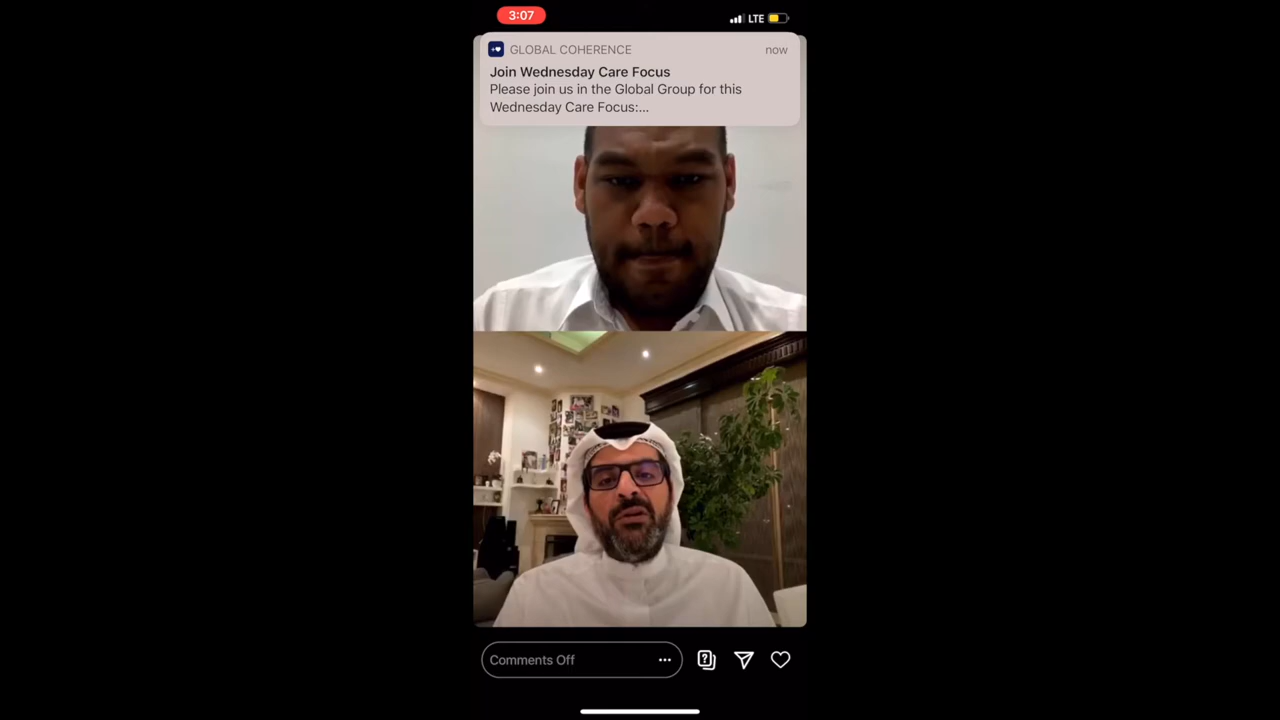 3:07
LTE
GLOBAL COHERENCE
now
Join Wednesday Care Focus
Please join us in the Global Group for this
Wednesday Care Focus:...
Comments Off